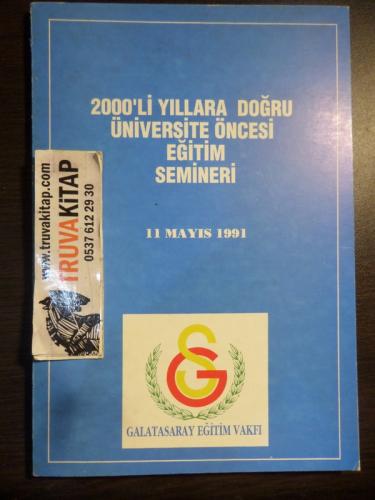 2000'Lİ YILLARA DOĞRU
ÜNİVERSİTE ÖNCESİ
EĞİTİM
SEMİNERİ
11 MAYIS 1991
www.truvakitap.com
TRUVAKİTAP
0537 612 29 30
GS
GALATASARAY EĞİTİM VAKFI